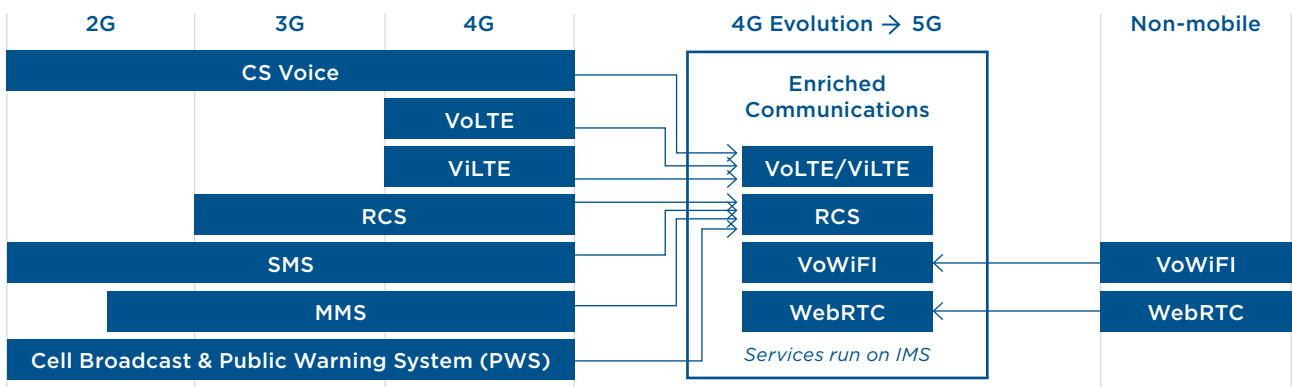 2G 3G 4G 4G Evolution → 5G Non-mobile
CS Voice
Enriched
Communications
VoLTE
ViLTE
VoLTE/ViLTE
RCS
RCS
SMS
VoWiFI
VoWiFI
MMS
WebRTC
WebRTC
Cell Broadcast & Public Warning System (PWS)
Services run on IMS